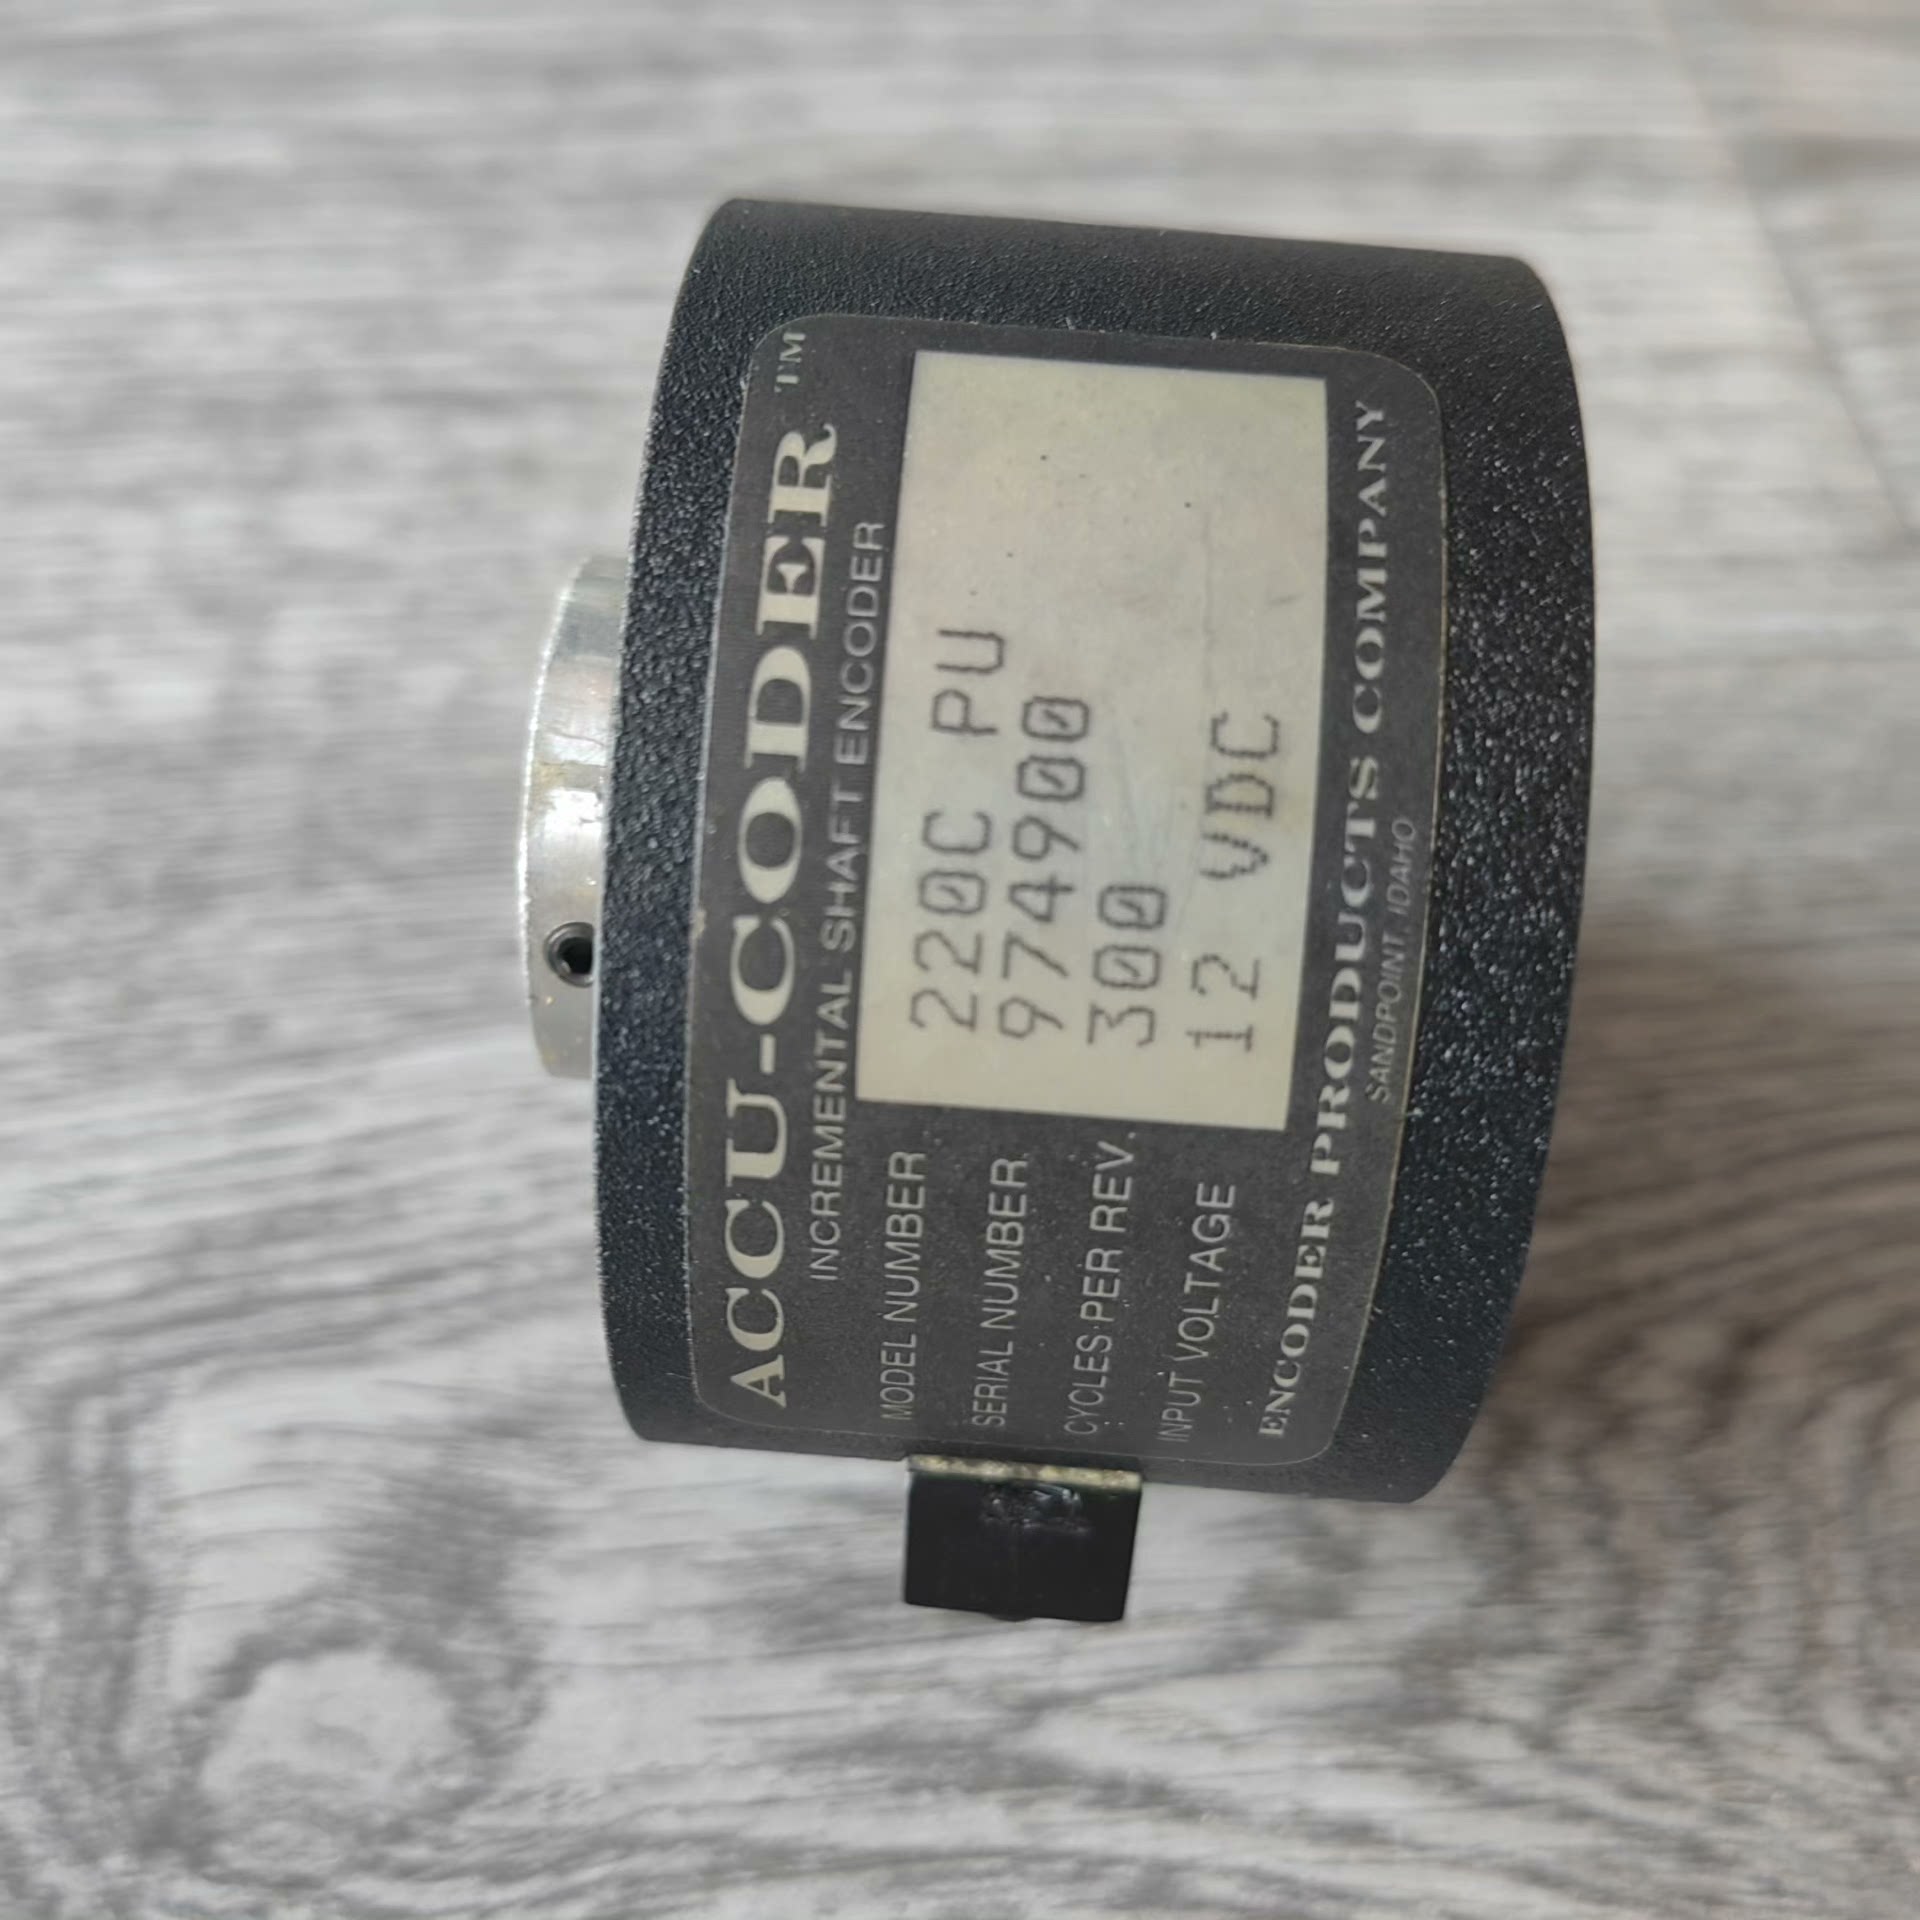 ACCU-CODER™
INCREMENTAL SHAFT ENCODER
MODEL NUMBER 220C PU
SERIAL NUMBER 974900
CYCLES PER REV. 300
INPUT VOLTAGE 12 VDC
ENCODER PRODUCTS COMPANY
SANDPOINT, IDAHO